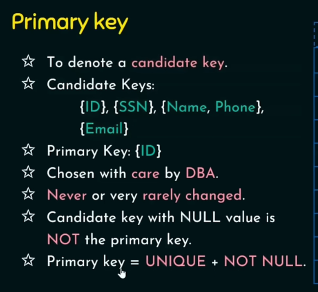 Primary key
☆ To denote a candidate key.
☆ Candidate Keys:
{ID}, {SSN}, {Name, Phone},
{Email}
☆ Primary Key: {ID}
☆ Chosen with care by DBA.
☆ Never or very rarely changed.
☆ Candidate key with NULL value is
NOT the primary key.
☆ Primary key = UNIQUE + NOT NULL.